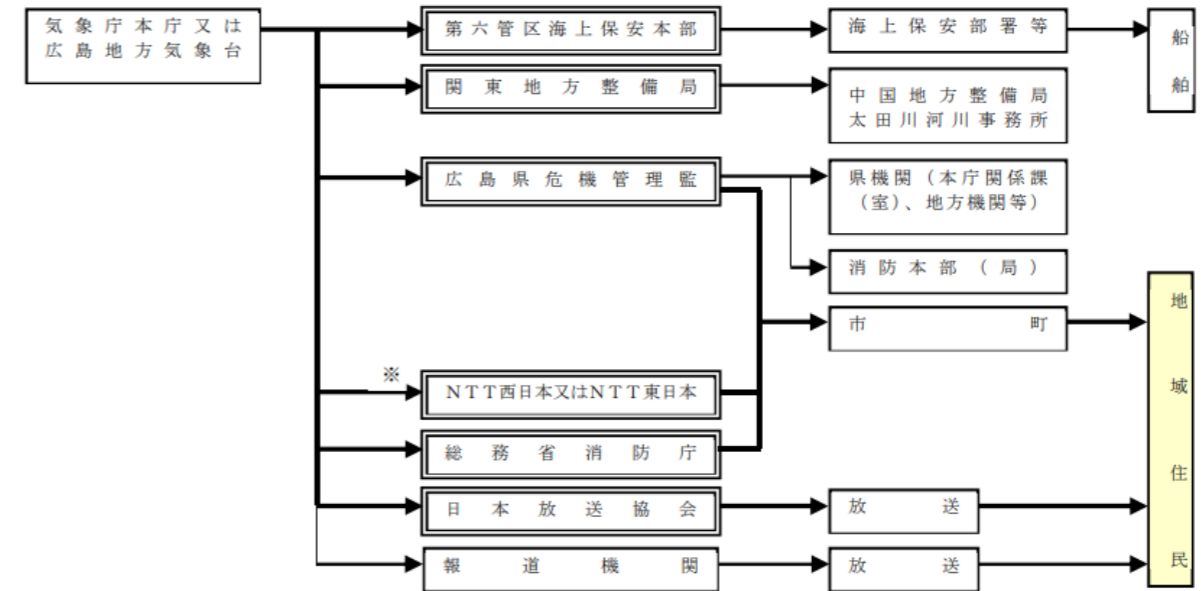 気象庁本庁又は
広島地方気象台
第六管区海上保安本部
海上保安部署等
船舶
関東地方整備局
中国地方整備局
太田川河川事務所
広島県危機管理監
県機関（本庁関係課
（室）、地方機関等）
消防本部（局）
市町
地域住民
※
ＮＴＴ西日本又はＮＴＴ東日本
総務省消防庁
日本放送協会
放送
報道機関
放送